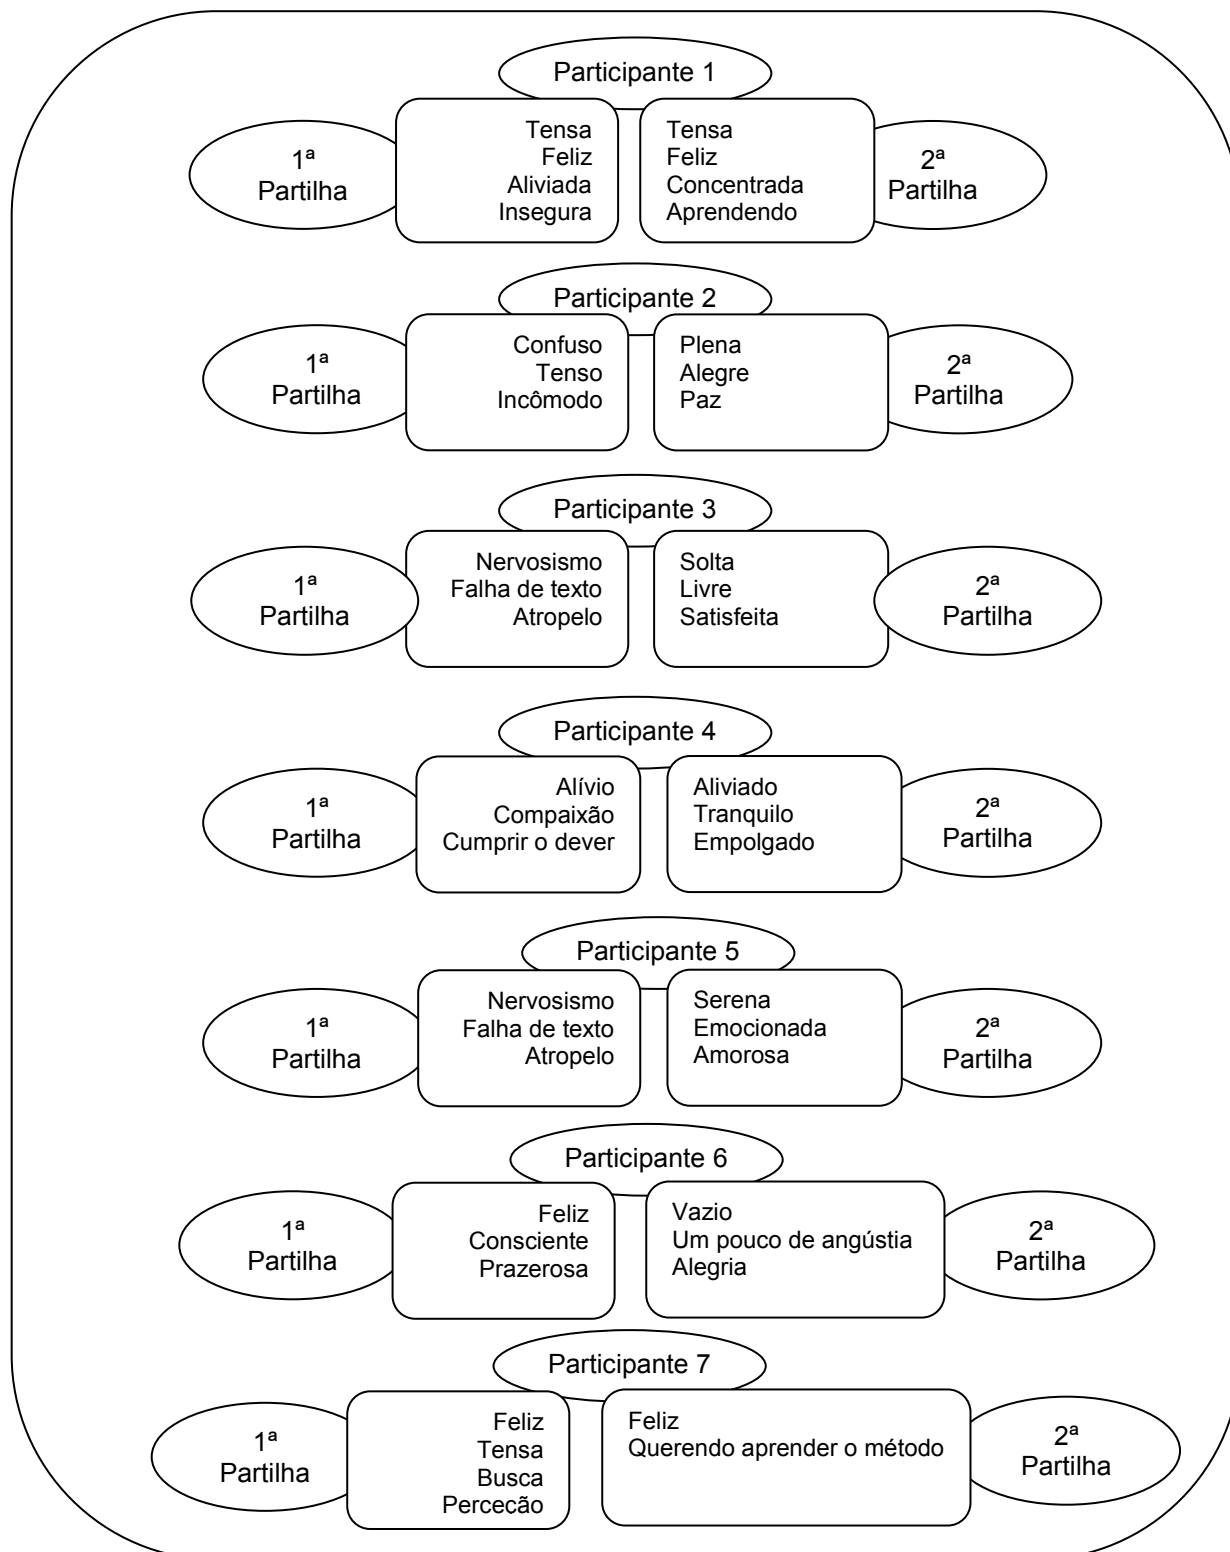 Participante 1
1ª
Partilha
Tensa
Feliz
Aliviada
Insegura
Tensa
Feliz
Concentrada
Aprendendo
2ª
Partilha
Participante 2
1ª
Partilha
Confuso
Tenso
Incômodo
Plena
Alegre
Paz
2ª
Partilha
Participante 3
1ª
Partilha
Nervosismo
Falha de texto
Atropelo
Solta
Livre
Satisfeita
2ª
Partilha
Participante 4
1ª
Partilha
Alívio
Compaixão
Cumprir o dever
Aliviado
Tranquilo
Empolgado
2ª
Partilha
Participante 5
1ª
Partilha
Nervosismo
Falha de texto
Atropelo
Serena
Emocionada
Amorosa
2ª
Partilha
Participante 6
1ª
Partilha
Feliz
Consciente
Prazerosa
Vazio
Um pouco de angústia
Alegria
2ª
Partilha
Participante 7
1ª
Partilha
Feliz
Tensa
Busca
Perceção
Feliz
Querendo aprender o método
2ª
Partilha